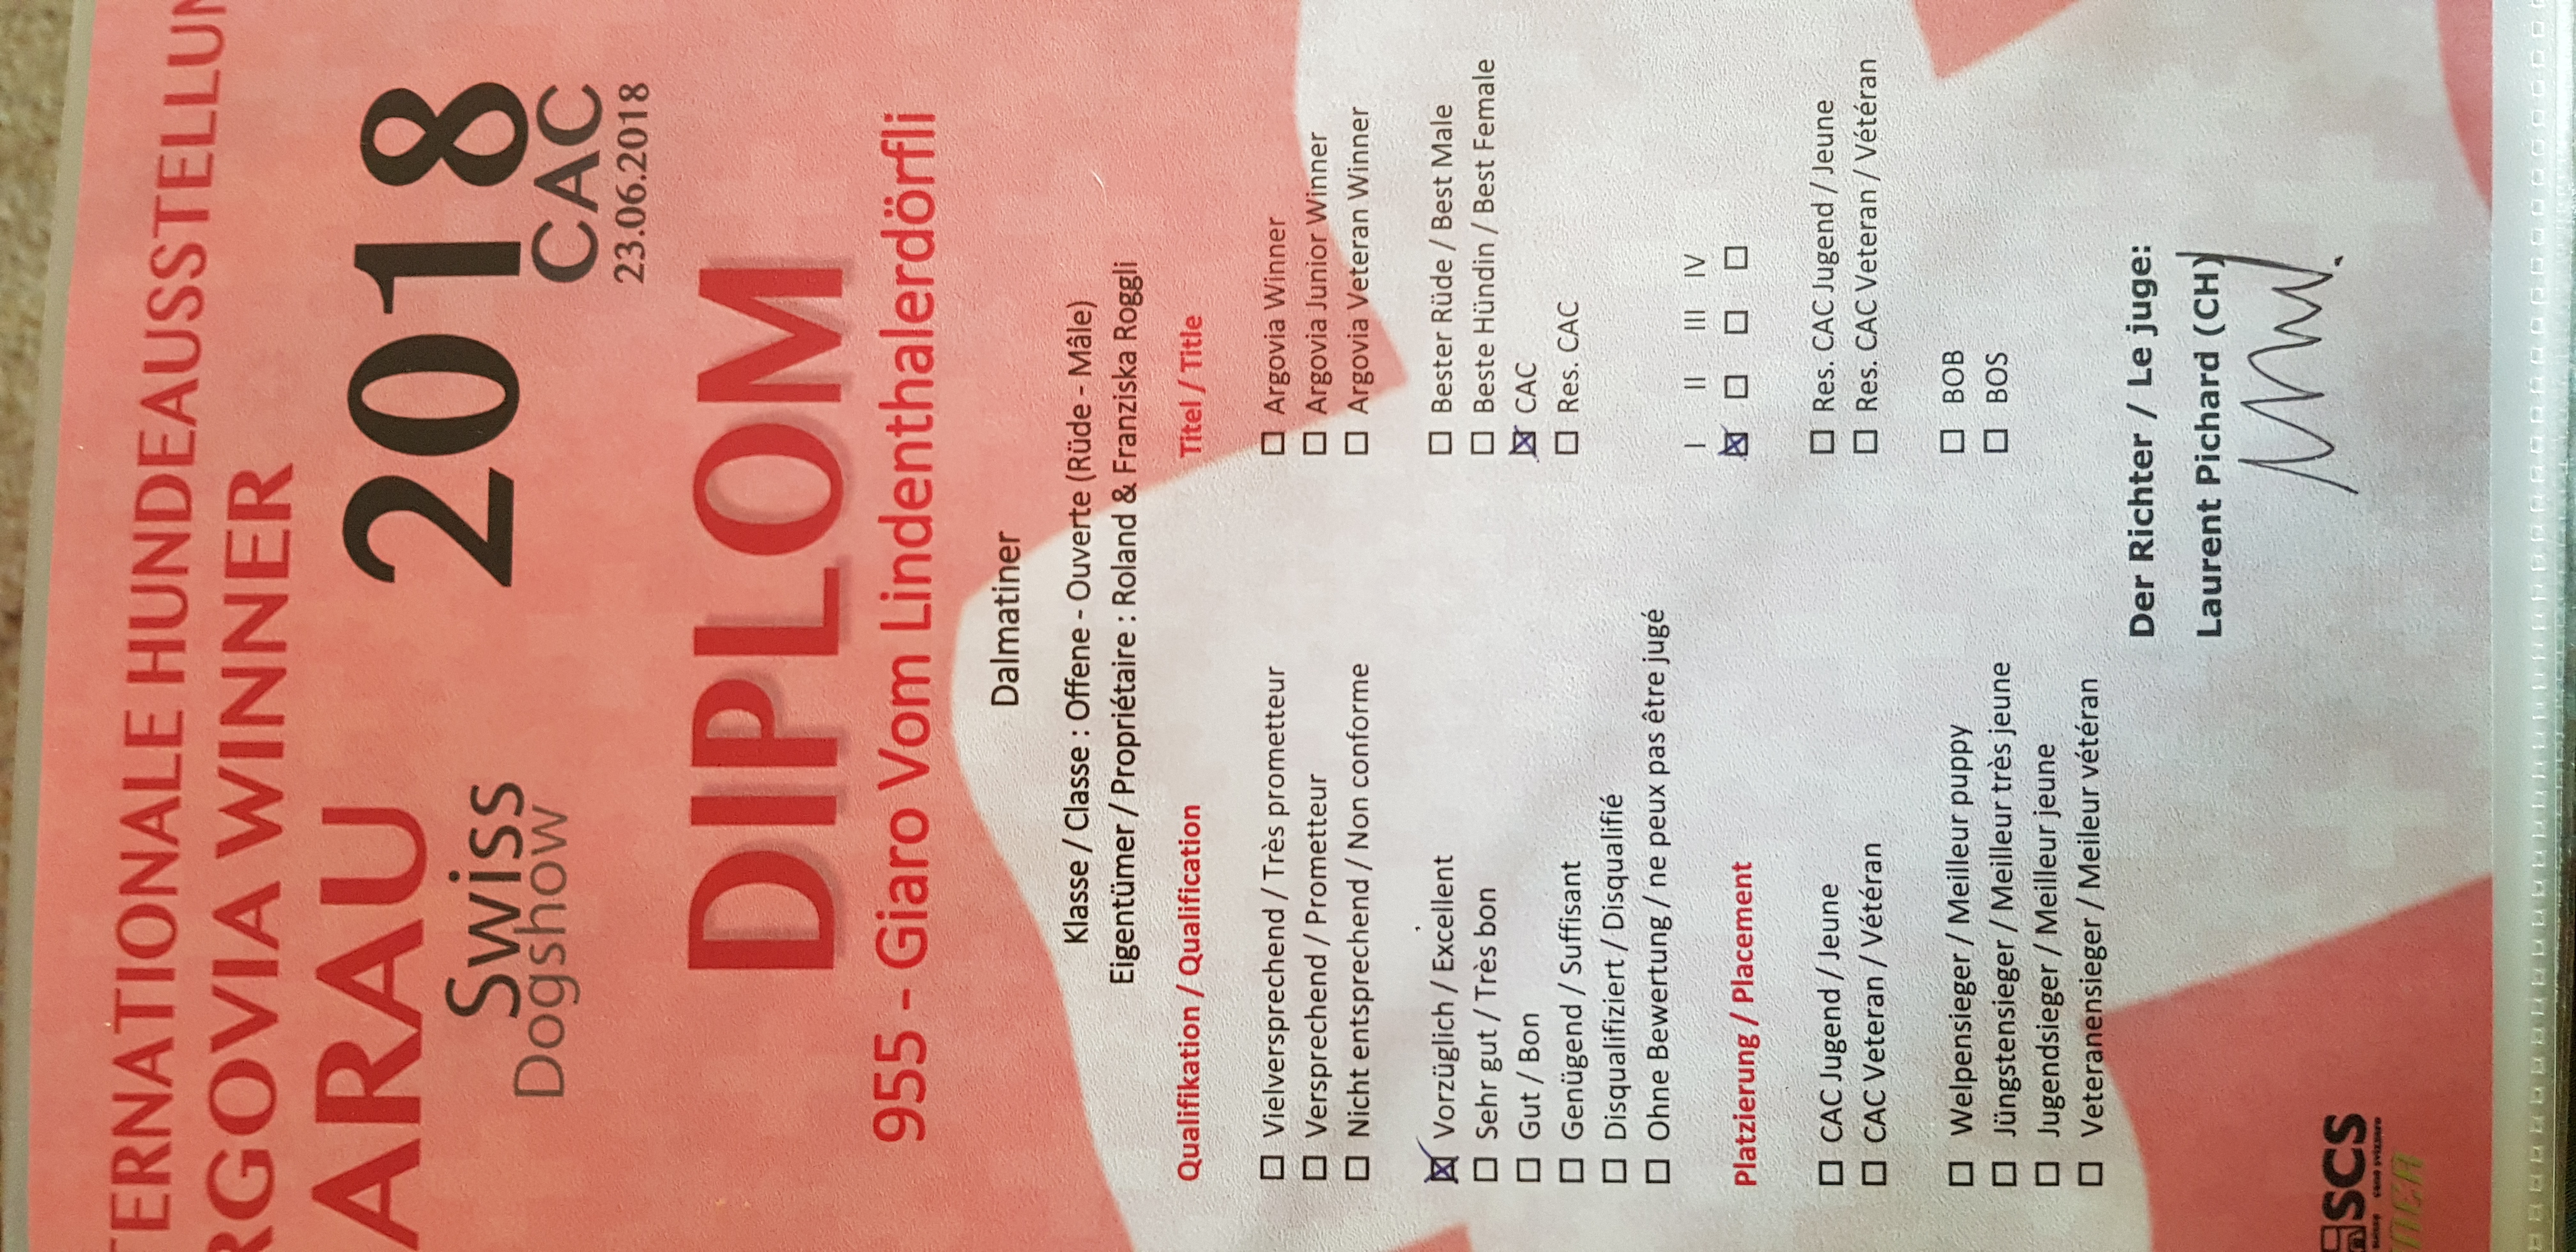 TERNATIONALE HUNDEAUSSTELLUN
RGOVIA WINNER
ARAU
2018
Swiss
Dogshow
CAC
23.06.2018
DIPLOM
955 - Giaro Vom Lindenthalerdörfli
Dalmatiner
Klasse / Classe : Offene - Ouverte (Rüde - Mâle)
Eigentümer / Propriétaire : Roland & Franziska Roggli
Qualifikation / Qualification
Vielversprechend / Très prometteur
Versprechend / Prometteur
Nicht entsprechend / Non conforme
Vorzüglich / Excellent
Sehr gut / Très bon
Gut / Bon
Genügend / Suffisant
Disqualifiziert / Disqualifié
Ohne Bewertung / ne peux pas être jugé
Titel / Title
Argovia Winner
Argovia Junior Winner
Argovia Veteran Winner
Bester Rüde / Best Male
Beste Hündin / Best Female
CAC
Res. CAC
I II III IV
Platzierung / Placement
CAC Jugend / Jeune
CAC Veteran / Vétéran
Res. CAC Jugend / Jeune
Res. CAC Veteran / Vétéran
Welpensieger / Meilleur puppy
Jüngstensieger / Meilleur très jeune
Jugendsieger / Meilleur jeune
Veteranensieger / Meileur vétéran
BOB
BOS
Der Richter / Le juge:
Laurent Pichard (CH)
SCS
NER